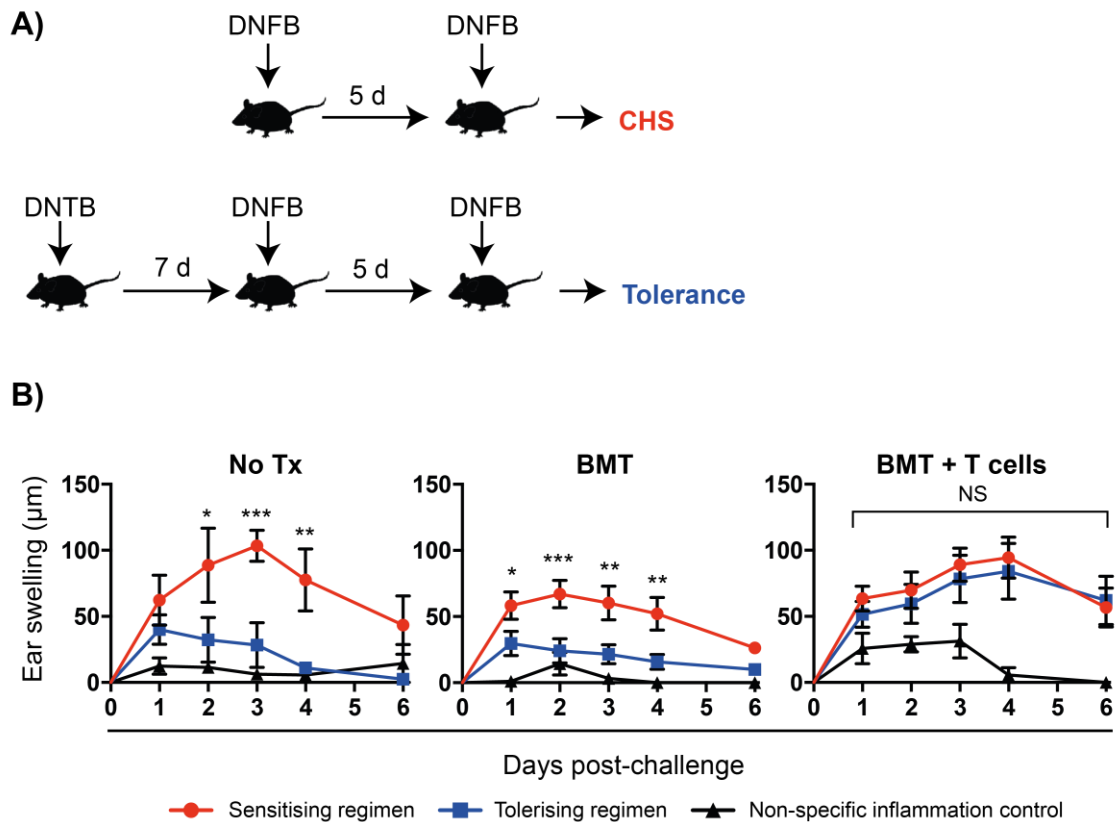 A)
DNFB DNFB
5 d
CHS
DNTB DNFB DNFB
7 d 5 d
Tolerance
B)
No Tx BMT BMT + T cells
NS
* *** **
* *** ** **
Ear swelling (μm)
150 150 150
100 100 100
50 50 50
0 0 0
0 1 2 3 4 5 6 0 1 2 3 4 5 6 0 1 2 3 4 5 6
Days post-challenge
Sensitising regimen Tolerising regimen Non-specific inflammation control